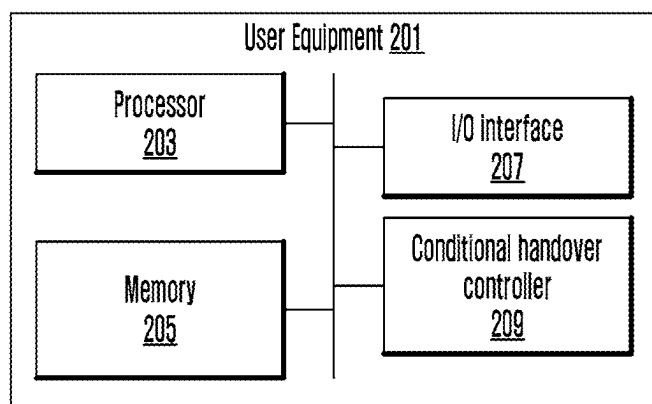 User Equipment 201
Processor
203
I/O interface
207
Memory
205
Conditional handover
controller
209